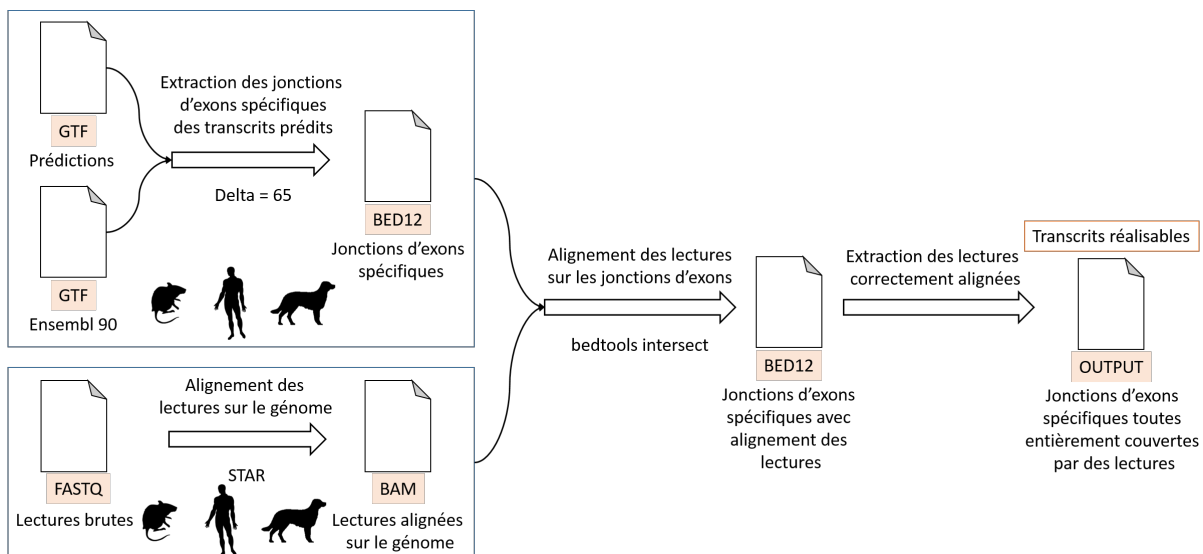 GTF
Prédictions
GTF
Ensembl 90
Extraction des jonctions
d'exons spécifiques
des transcrits prédits
Delta = 65
BED12
Jonctions d'exons
spécifiques
FASTQ
Lectures brutes
Alignement des
lectures sur le génome
STAR
BAM
Lectures alignées
sur le génome
Alignement des lectures
sur les jonctions d'exons
bedtools intersect
BED12
Jonctions d'exons
spécifiques avec
alignement des
lectures
Extraction des lectures
correctement alignées
Transcrits réalisables
OUTPUT
Jonctions d'exons
spécifiques toutes
entièrement couvertes
par des lectures